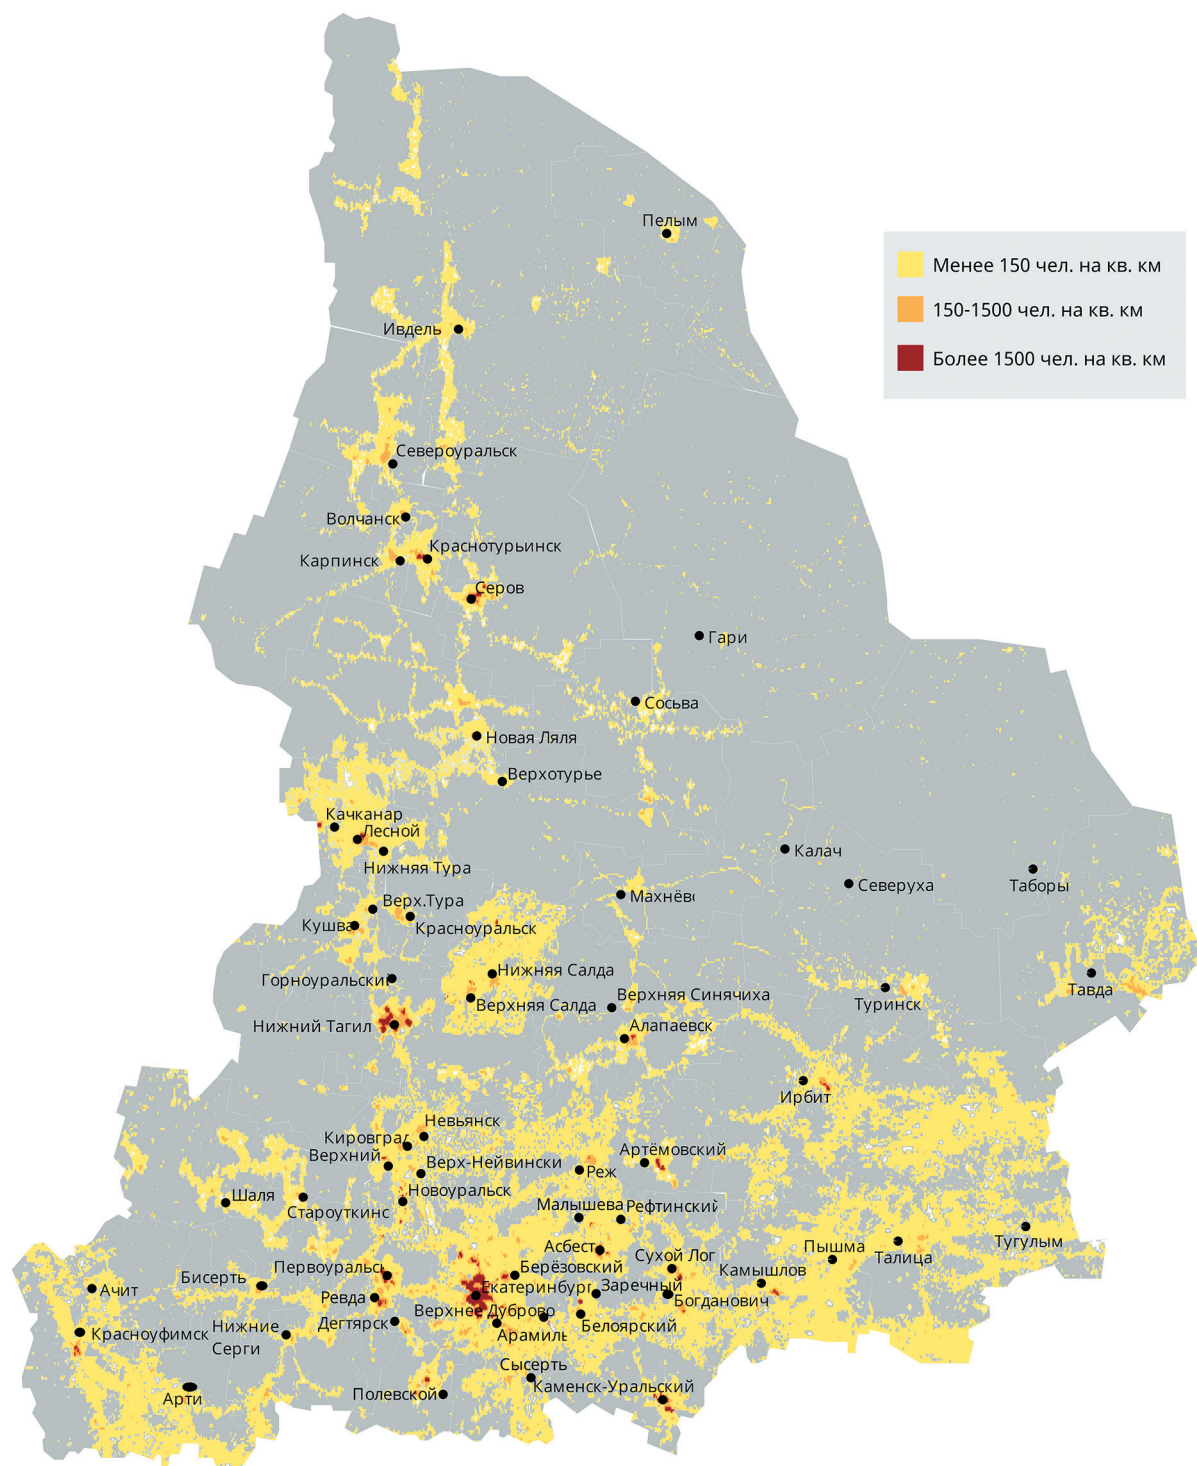 Пелым
Менее 150 чел. на кв. км
150-1500 чел. на кв. км
Более 1500 чел. на кв. км
Ивдель
Североуральск
Волчанск
Краснотурьинск
Карпинск
Серов
Гари
Сосьва
Новая Ляля
Верхотурье
Качканар
Лесной
Нижняя Тура
Калач
Северуха
Таборы
Махнёвс
Верх.Тура
Кушва
Красноуральск
Горноуральский
Нижняя Салда
Верхняя Салда
Верхняя Синячиха
Туринск
Тавда
Нижний Тагил
Алапаевск
Ирбит
Невьянск
Кировград
Верхний
Верх-Нейвински
Артёмовский
Реж
Новоуральск
Шаля
Староуткинс
Малышева
Рефтинский
Асбест
Сухой Лог
Пышма
Талица
Тугулым
Первоуральск
Берёзовский
Камышлов
Бисерть
Ачит
Екатеринбург
Заречный
Богданович
Ревда
Верхнее Дуброво
Дегтярск
Белоярский
Арамиль
Красноуфимск
Нижние
Серги
Сысерть
Каменск-Уральский
Полевской
Арти